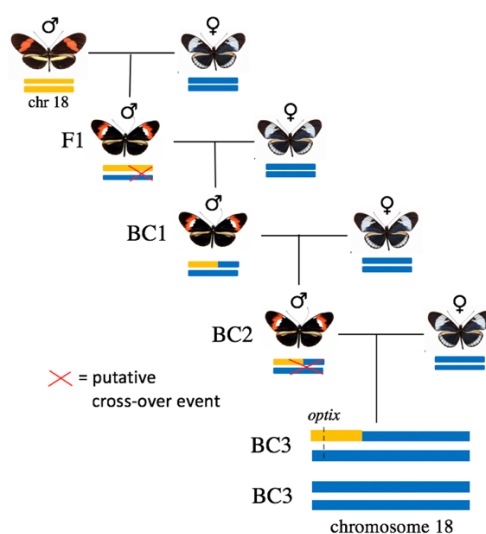 ♂ ♀
chr 18
♂ ♀
F1
♂ ♀
BC1
♂ ♀
BC2
= putative
cross-over event
optix
BC3
BC3
chromosome 18